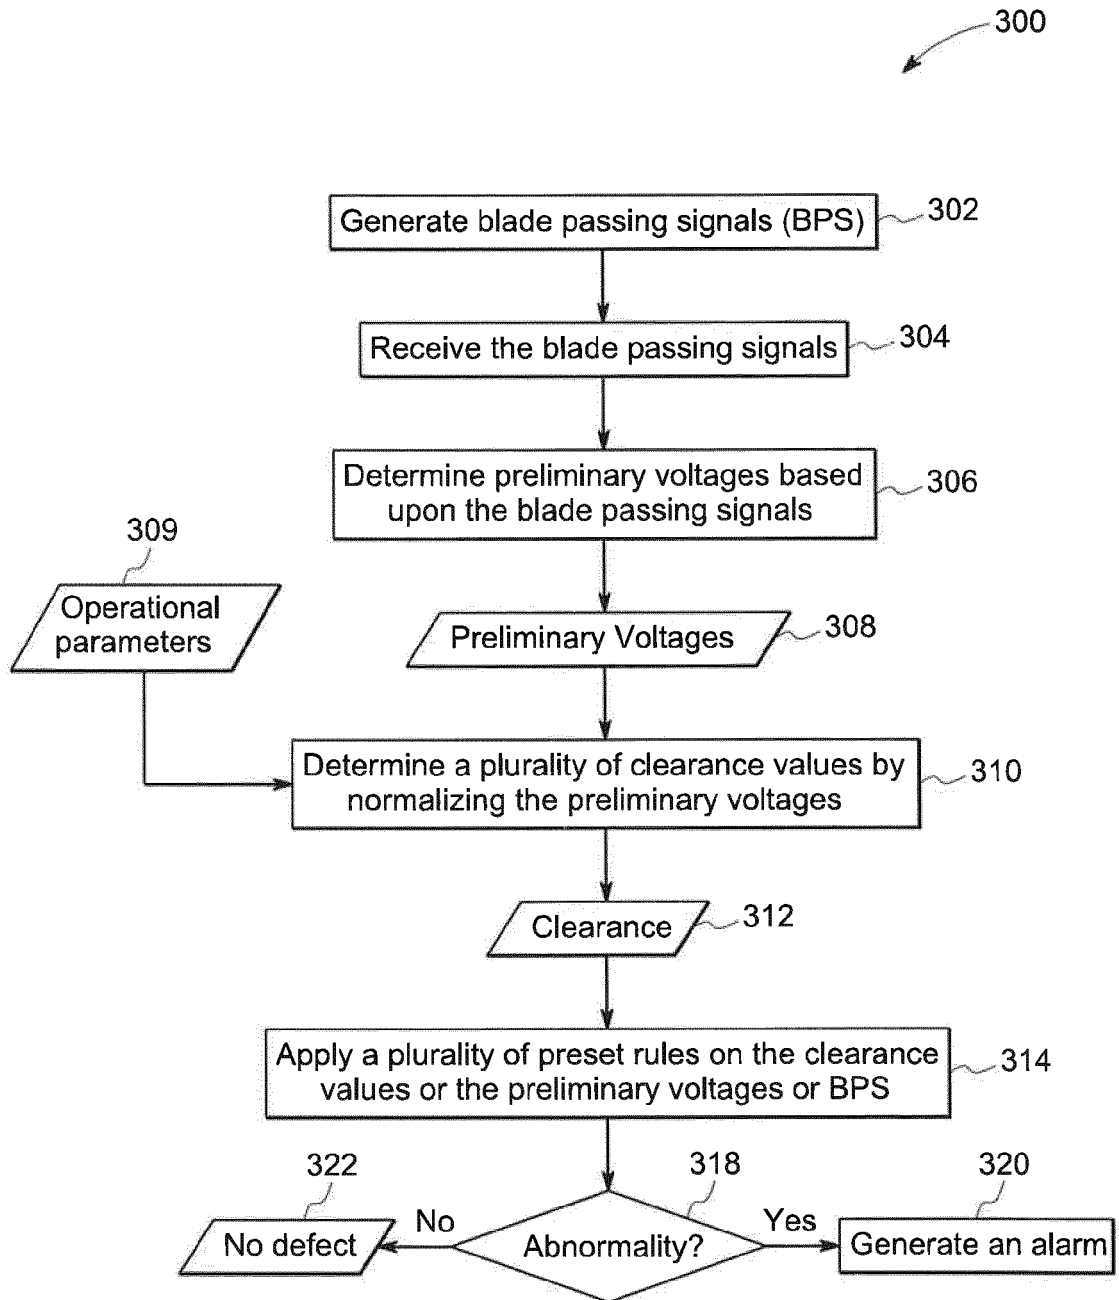 300
Generate blade passing signals (BPS)
302
Receive the blade passing signals
304
Determine preliminary voltages based
upon the blade passing signals
306
309
Operational
parameters
Preliminary Voltages
308
Determine a plurality of clearance values by
normalizing the preliminary voltages
310
Clearance
312
Apply a plurality of preset rules on the clearance
values or the preliminary voltages or BPS
314
322
318
320
No defect
No
Abnormality?
Yes
Generate an alarm